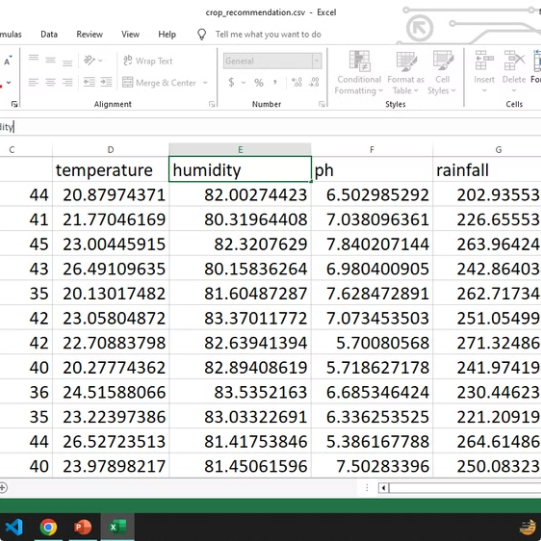 crop_recommendation.csv - Excel
mulas Data Review View Help Tell me what you want to do
A Wrap Text General Conditional Format as Cell Insert Delete For
Merge & Center $ % , Formatting Table Styles
Alignment Number Styles Cells
dity
C D E F G
temperature humidity ph rainfall
44 20.87974371 82.00274423 6.502985292 202.93553
41 21.77046169 80.31964408 7.038096361 226.65553
45 23.00445915 82.3207629 7.840207144 263.96424
43 26.49109635 80.15836264 6.980400905 242.86403
35 20.13017482 81.60487287 7.628472891 262.71734
42 23.05804872 83.37011772 7.073453503 251.05499
42 22.70883798 82.63941394 5.70080568 271.32486
40 20.27774362 82.89408619 5.718627178 241.97419
36 24.51588066 83.5352163 6.685346424 230.44623
35 23.22397386 83.03322691 6.336253525 221.20919
44 26.52723513 81.41753846 5.386167788 264.61486
40 23.97898217 81.45061596 7.50283396 250.08323